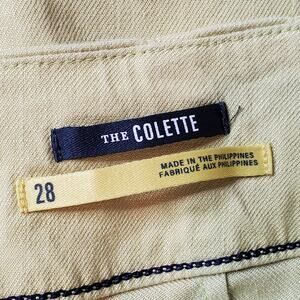 THE COLETTE
28
MADE IN THE PHILIPPINES
FABRIQUÉ AUX PHILIPPINES